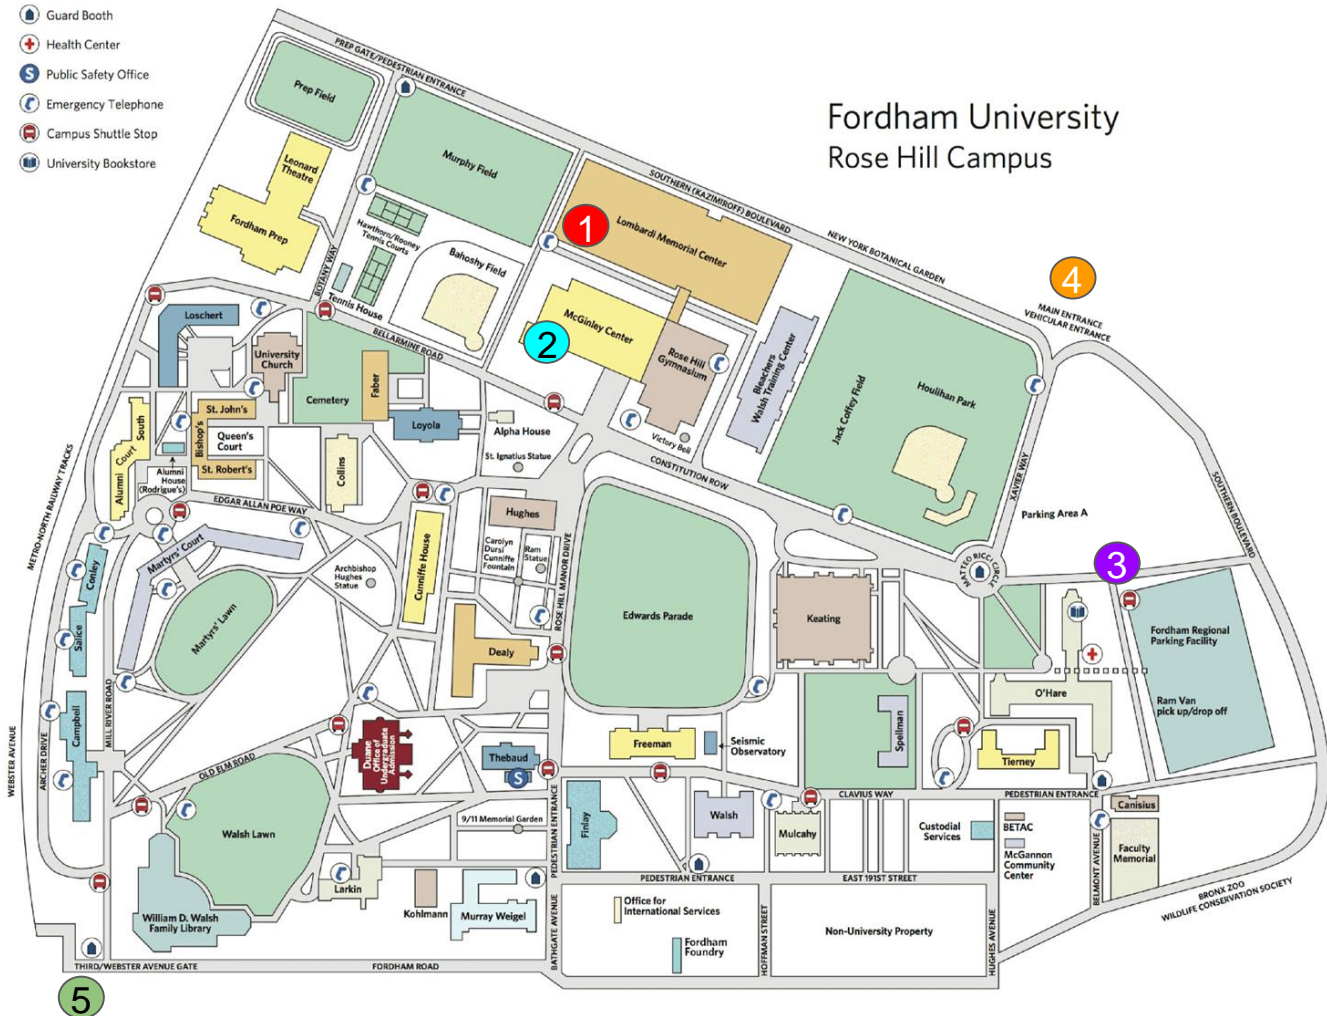 Guard Booth
Health Center
S
Public Safety Office
Emergency Telephone
Campus Shuttle Stop
University Bookstore
Fordham University
Rose Hill Campus
PREP GATE/PEDESTRIAN ENTRANCE
Prep Field
Murphy Field
Leonard
Theatre
Fordham Prep
SOUTHERN (KAZIMIROFF) BOULEVARD
NEW YORK BOTANICAL GARDEN
1
Lombardi Memorial Center
Hawthorn/Rooney
Tennis Courts
Bahoshy Field
BOTANY WAY
Tennis House
4
MAIN ENTRANCE
VEHICULAR ENTRANCE
Loschert
BELLARMINE ROAD
2
McGinley Center
Rose Hill
Gymnasium
Bleachers
Walsh Training Center
Houlihan Park
Jack Coffey Field
University
Church
Cemetery
Faber
Loyola
Alpha House
St. Ignatius Statue
Victory Bell
CONSTITUTION ROW
XAVIER WAY
SOUTHERN BOULEVARD
Parking Area A
St. John's
Bishop's
Queen's
Court
St. Robert's
Alumni
Court
South
Alumni
House
(Rodrigue's)
Collins
METRO-NORTH RAILWAY TRACKS
EDGAR ALLAN POE WAY
Hughes
Carolyn
Dursi
Cunniffe
Fountain
Ram
Statue
Cunniffe House
Archbishop
Hughes
Statue
Martyrs' Court
Conley
Martyrs' Lawn
Salice
ROSE HILL MANOR DRIVE
Edwards Parade
Keating
MATTEO RICCI CIRCLE
3
Fordham Regional
Parking Facility
Ram Van
pick up/drop off
O'Hare
Dealy
MILL RIVER ROAD
Campbell
ARCHER DRIVE
WEBSTER AVENUE
OLD ELM ROAD
Duane
Office of
Undergraduate
Admission
Thebaud
S
Freeman
Seismic
Observatory
Spellman
Tierney
CLAVIUS WAY
PEDESTRIAN ENTRANCE
Canisius
9/11 Memorial Garden
PEDESTRIAN ENTRANCE
Finlay
Walsh
Mulcahy
Custodial
Services
BETAC
McGannon
Community
Center
BELMONT AVENUE
Faculty
Memorial
Walsh Lawn
Larkin
William D. Walsh
Family Library
Kohlmann
Murray Weigel
PEDESTRIAN ENTRANCE
EAST 191ST STREET
BRONX ZOO
WILDLIFE CONSERVATION SOCIETY
Office for
International Services
Fordham
Foundry
HOFFMAN STREET
Non-University Property
HUGHES AVENUE
BATHGATE AVENUE
THIRD/WEBSTER AVENUE GATE
FORDHAM ROAD
5